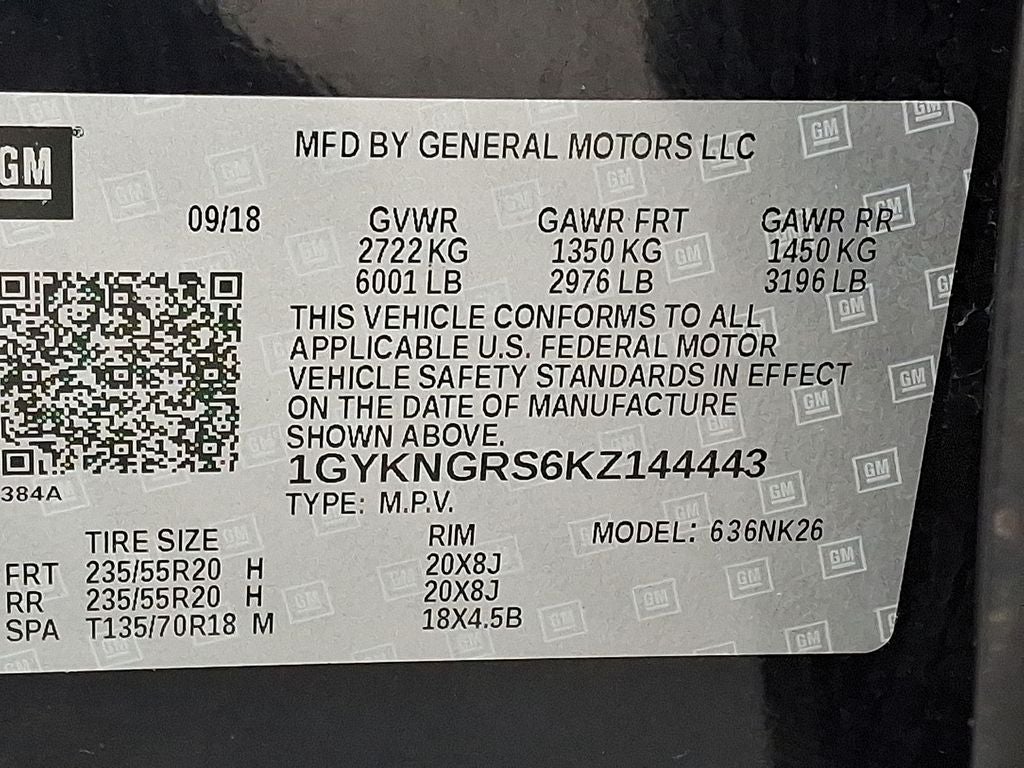 GM
MFD BY GENERAL MOTORS LLC
09/18 GVWR GAWR FRT GAWR RR
2722 KG 1350 KG 1450 KG
6001 LB 2976 LB 3196 LB
THIS VEHICLE CONFORMS TO ALL
APPLICABLE U.S. FEDERAL MOTOR
VEHICLE SAFETY STANDARDS IN EFFECT
ON THE DATE OF MANUFACTURE
SHOWN ABOVE.
384A
1GYKNGRS6KZ144443
TYPE: M.P.V.
TIRE SIZE RIM MODEL: 636NK26
FRT 235/55R20 H 20X8J
RR 235/55R20 H 20X8J
SPA T135/70R18 M 18X4.5B